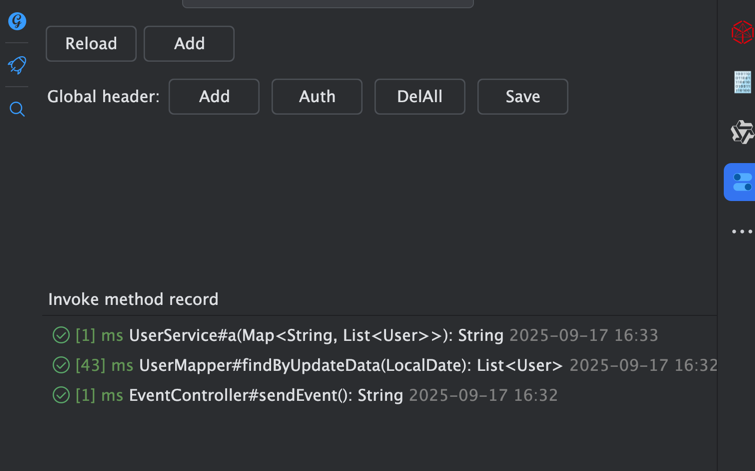 Reload Add
Global header: Add Auth DelAll Save
Invoke method record
[1] ms UserService#a(Map<String, List<User>>): String 2025-09-17 16:33
[43] ms UserMapper#findByUpdateData(LocalDate): List<User> 2025-09-17 16:32
[1] ms EventController#sendEvent(): String 2025-09-17 16:32